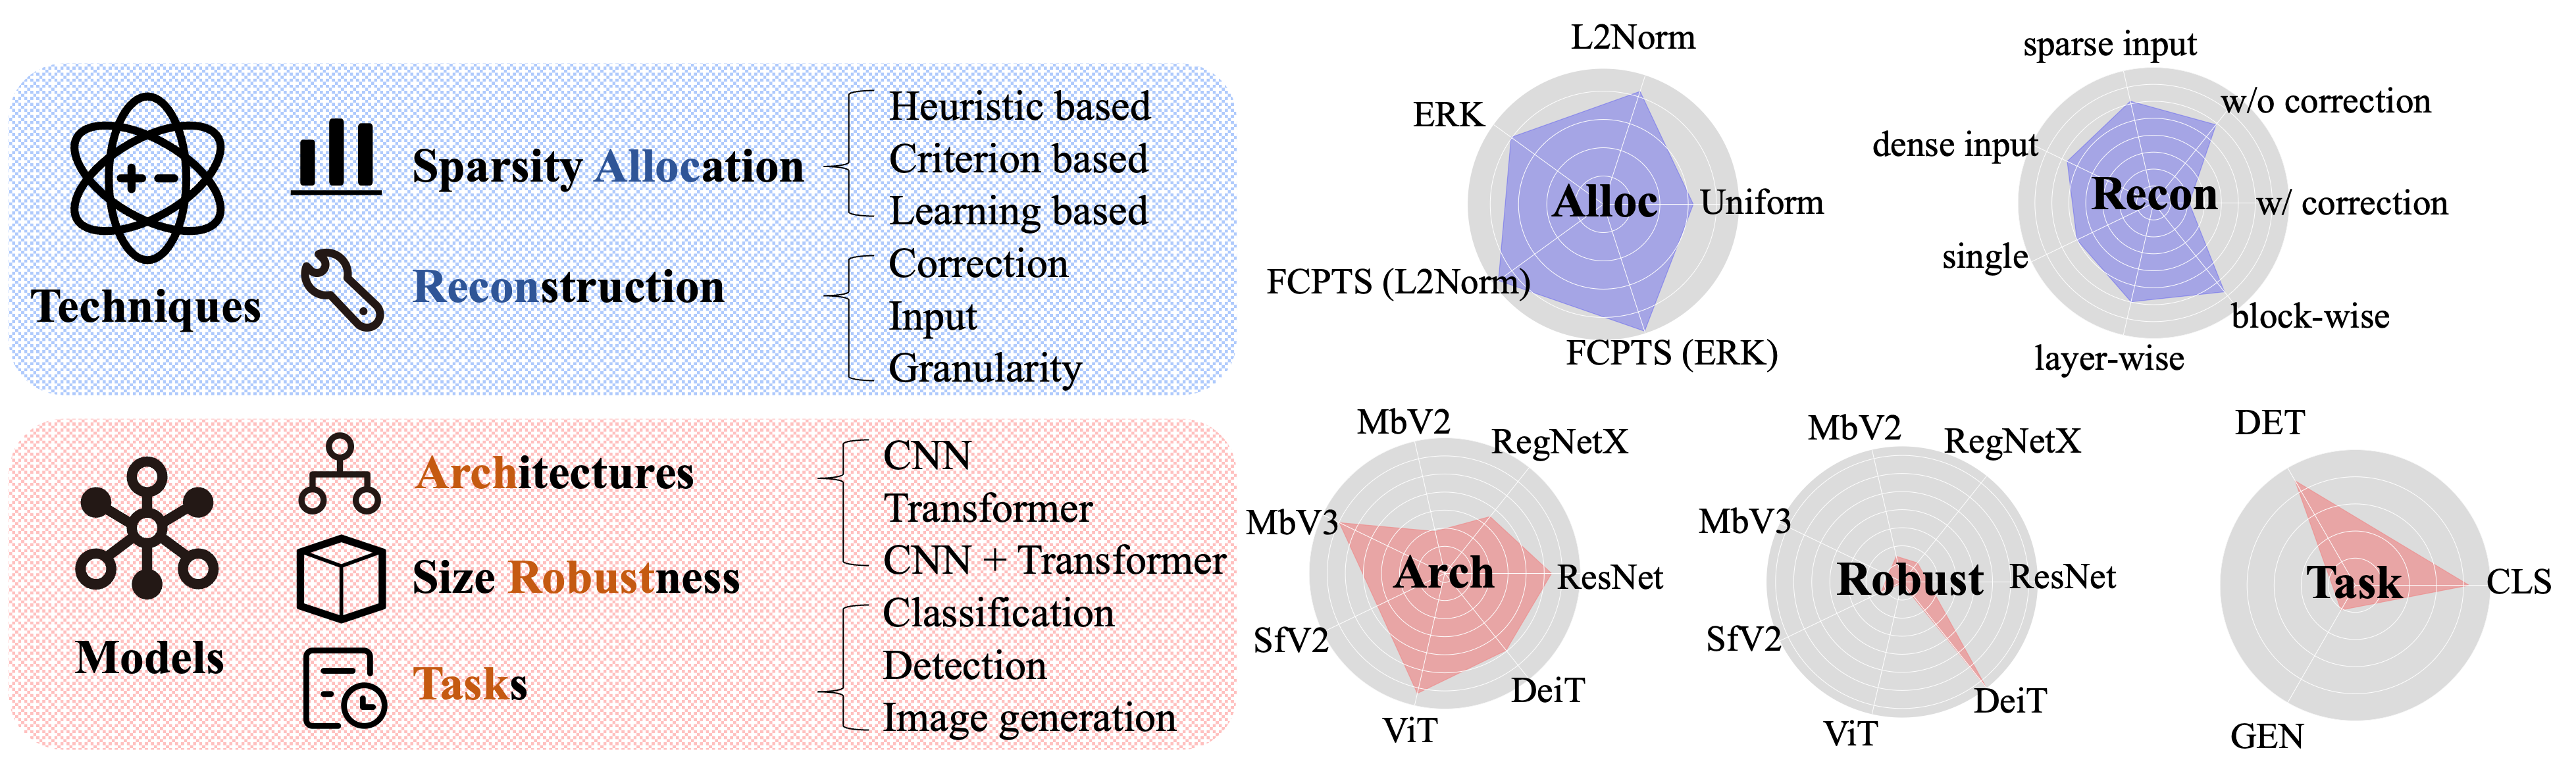 Techniques
Sparsity Allocation
Heuristic based
Criterion based
Learning based
Reconstruction
Correction
Input
Granularity
Models
Architectures
CNN
Transformer
CNN + Transformer
Size Robustness
Tasks
Classification
Detection
Image generation
L2Norm
ERK
Alloc
Uniform
FCPTS (L2Norm)
FCPTS (ERK)
sparse input
w/o correction
dense input
Recon
w/ correction
single
block-wise
layer-wise
MbV2
RegNetX
MbV3
Arch
ResNet
SfV2
DeiT
ViT
MbV2
RegNetX
MbV3
Robust
ResNet
SfV2
DeiT
ViT
DET
Task
CLS
GEN